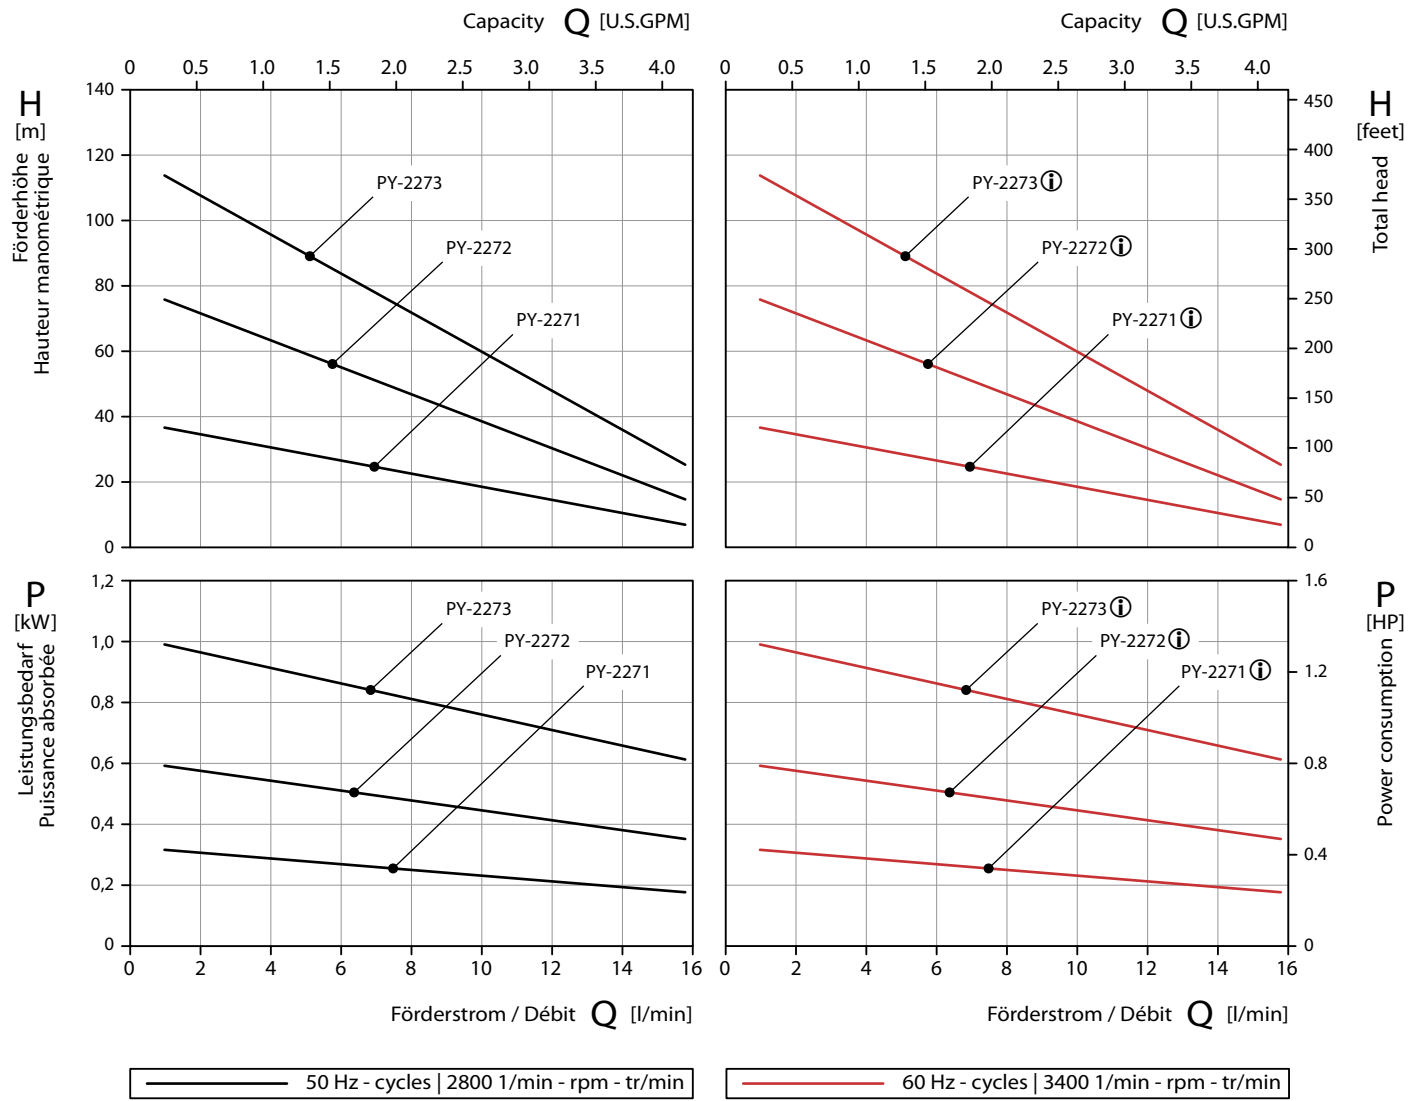 Capacity Q [U.S.GPM]
Capacity Q [U.S.GPM]
0 0.5 1.0 1.5 2.0 2.5 3.0 3.5 4.0
0 0.5 1.0 1.5 2.0 2.5 3.0 3.5 4.0
H
[m]
Förderhöhe
Hauteur manométrique
140
120
100
80
60
40
20
0
PY-2273
PY-2272
PY-2271
PY-2273 i
PY-2272 i
PY-2271 i
450
400
350
300
250
200
150
100
50
0
H
[feet]
Total head
P
[kW]
Leistungsbedarf
Puissance absorbée
1,2
1,0
0,8
0,6
0,4
0,2
0
PY-2273
PY-2272
PY-2271
PY-2273 i
PY-2272 i
PY-2271 i
1.6
1.2
0.8
0.4
0
P
[HP]
Power consumption
0 2 4 6 8 10 12 14 16
0 2 4 6 8 10 12 14 16
Förderstrom / Débit Q [l/min]
Förderstrom / Débit Q [l/min]
50 Hz - cycles | 2800 1/min - rpm - tr/min
60 Hz - cycles | 3400 1/min - rpm - tr/min